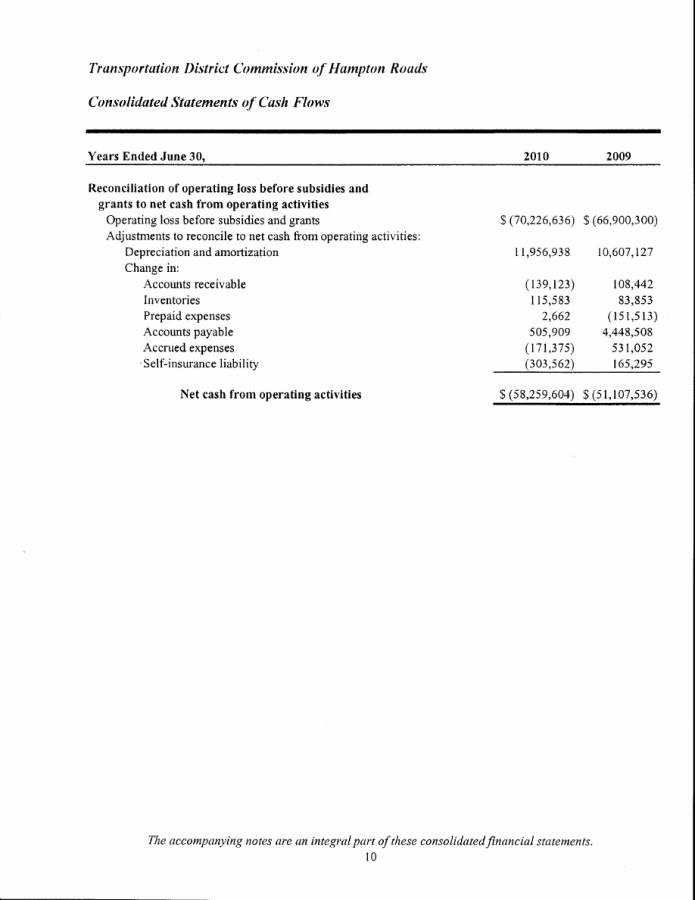 Transportation District Commission of Hampton Roads
Consolidated Statements of Cash Flows
Years Ended June 30, 2010 2009
Reconciliation of operating loss before subsidies and
grants to net cash from operating activities
Operating loss before subsidies and grants $ (70,226,636) $ (66,900,300)
Adjustments to reconcile to net cash from operating activities:
Depreciation and amortization 11,956,938 10,607,127
Change in:
Accounts receivable (139,123) 108,442
Inventories 115,583 83,853
Prepaid expenses 2,662 (151,513)
Accounts payable 505,909 4,448,508
Accrued expenses (171,375) 531,052
Self-insurance liability (303,562) 165,295
Net cash from operating activities $ (58,259,604) $ (51,107,536)
The accompanying notes are an integral part of these consolidated financial statements.
10